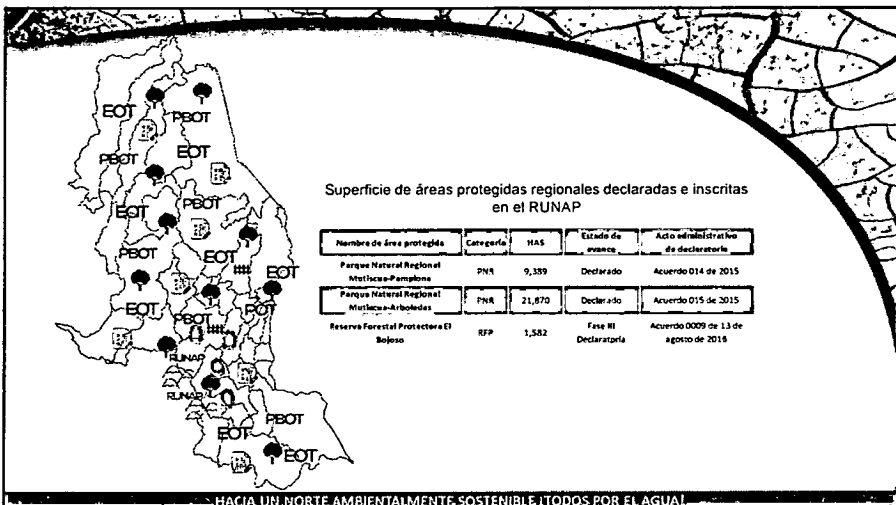 EOT
PBOT
PBOT
EOT
EOT
PBOT
PBOT
EOT
EOT
EOT
PBOT
POT
RUNAP
RUNAP
PBOT
EOT
EOT
Superficie de áreas protegidas regionales declaradas e inscritas
en el RUNAP
Nombre de área protegida Categoría HAS Estado de avance Acto administrativo de declaratoria
Parque Natural Regional Mutiscua-Pamplona PNR 9,389 Declarado Acuerdo 014 de 2015
Parque Natural Regional Mutiscua-Arboledas PNR 21,870 Declarado Acuerdo 015 de 2015
Reserva Forestal Protectora El Bojoso RFP 1,582 Fase III Declaratoria Acuerdo 0009 de 13 de agosto de 2016
HACIA UN NORTE AMBIENTALMENTE SOSTENIBLE ¡TODOS POR EL AGUA!